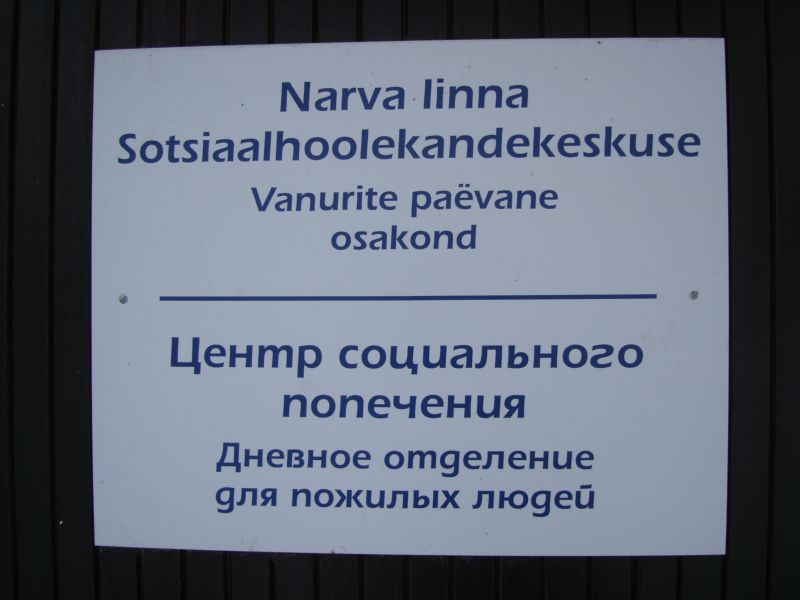 Narva linna
Sotsiaalhoolekandekeskuse
Vanurite paëvane
osakond
Центр социального
попечения
Дневное отделение
для пожилых людей